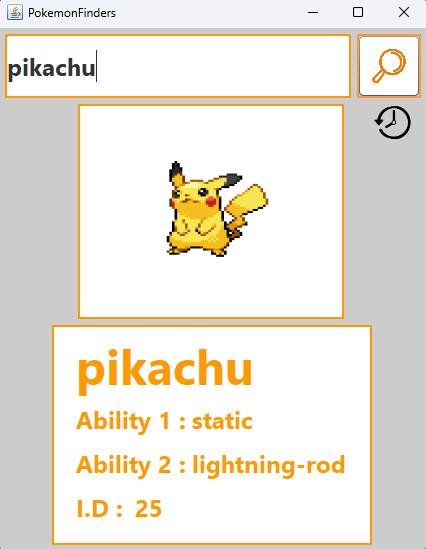 PokemonFinders
pikachu
pikachu
Ability 1 : static
Ability 2 : lightning-rod
I.D : 25